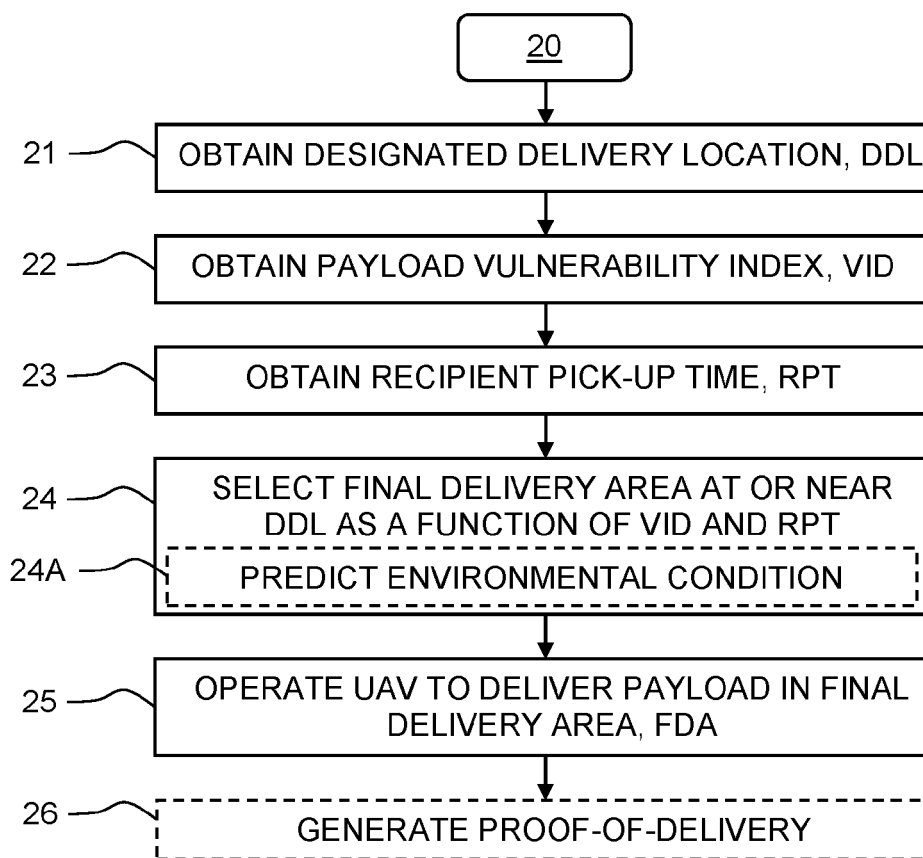 20
21
OBTAIN DESIGNATED DELIVERY LOCATION, DDL
22
OBTAIN PAYLOAD VULNERABILITY INDEX, VID
23
OBTAIN RECIPIENT PICK-UP TIME, RPT
24
SELECT FINAL DELIVERY AREA AT OR NEAR
DDL AS A FUNCTION OF VID AND RPT
24A
PREDICT ENVIRONMENTAL CONDITION
25
OPERATE UAV TO DELIVER PAYLOAD IN FINAL
DELIVERY AREA, FDA
26
GENERATE PROOF-OF-DELIVERY